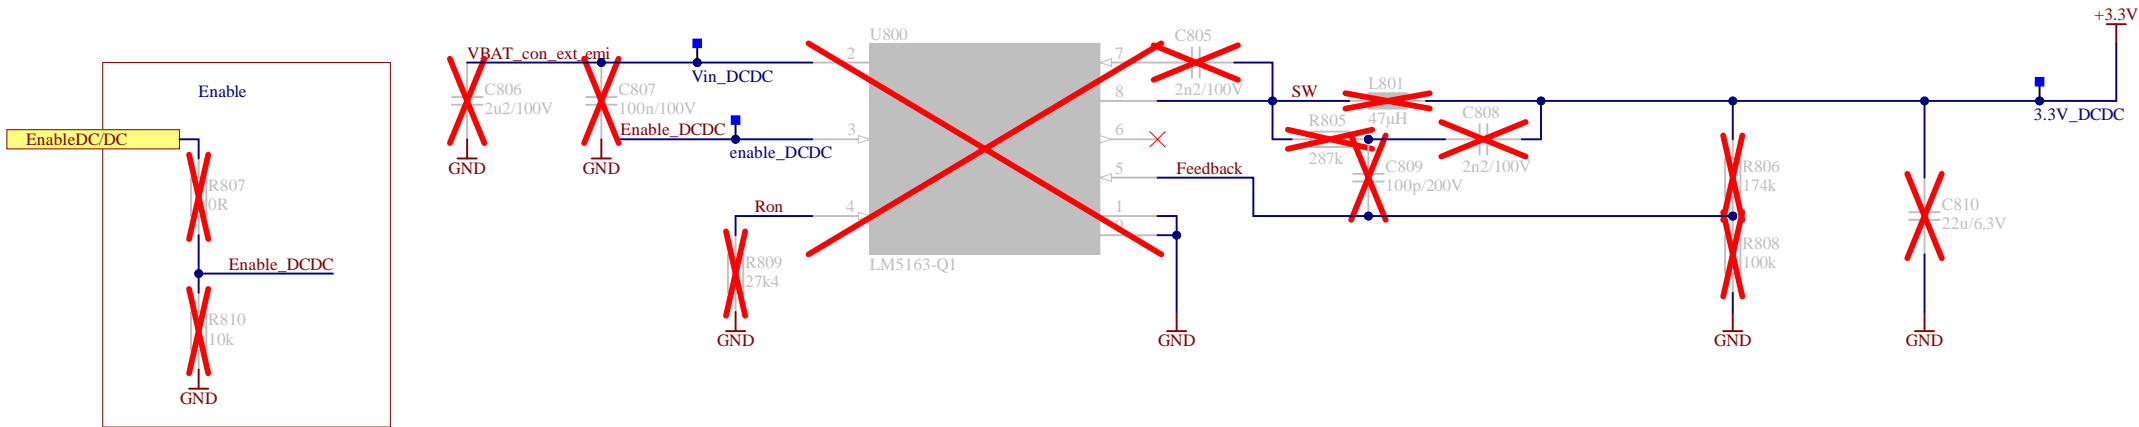 +3.3V
U800
C805
VBAT_con_ext_emi
2
7
Vin_DCDC
Enable
C806
2u2/100V
C807
100n/100V
2n2/100V
8
SW
L801
47µH
3.3V_DCDC
EnableDC/DC
Enable_DCDC
enable_DCDC
3
6
R805
287k
C808
2n2/100V
GND
GND
Feedback
5
C809
100p/200V
R806
174k
R807
0R
Ron
4
1
9
C810
22u/6.3V
R808
100k
Enable_DCDC
R809
27k4
LM5163-Q1
R810
10k
GND
GND
GND
GND
GND